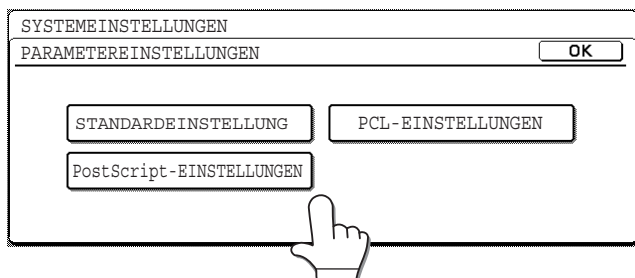 SYSTEMEINSTELLUNGEN
PARAMETEREINSTELLUNGEN OK
STANDARDEINSTELLUNG PCL-EINSTELLUNGEN
PostScript-EINSTELLUNGEN